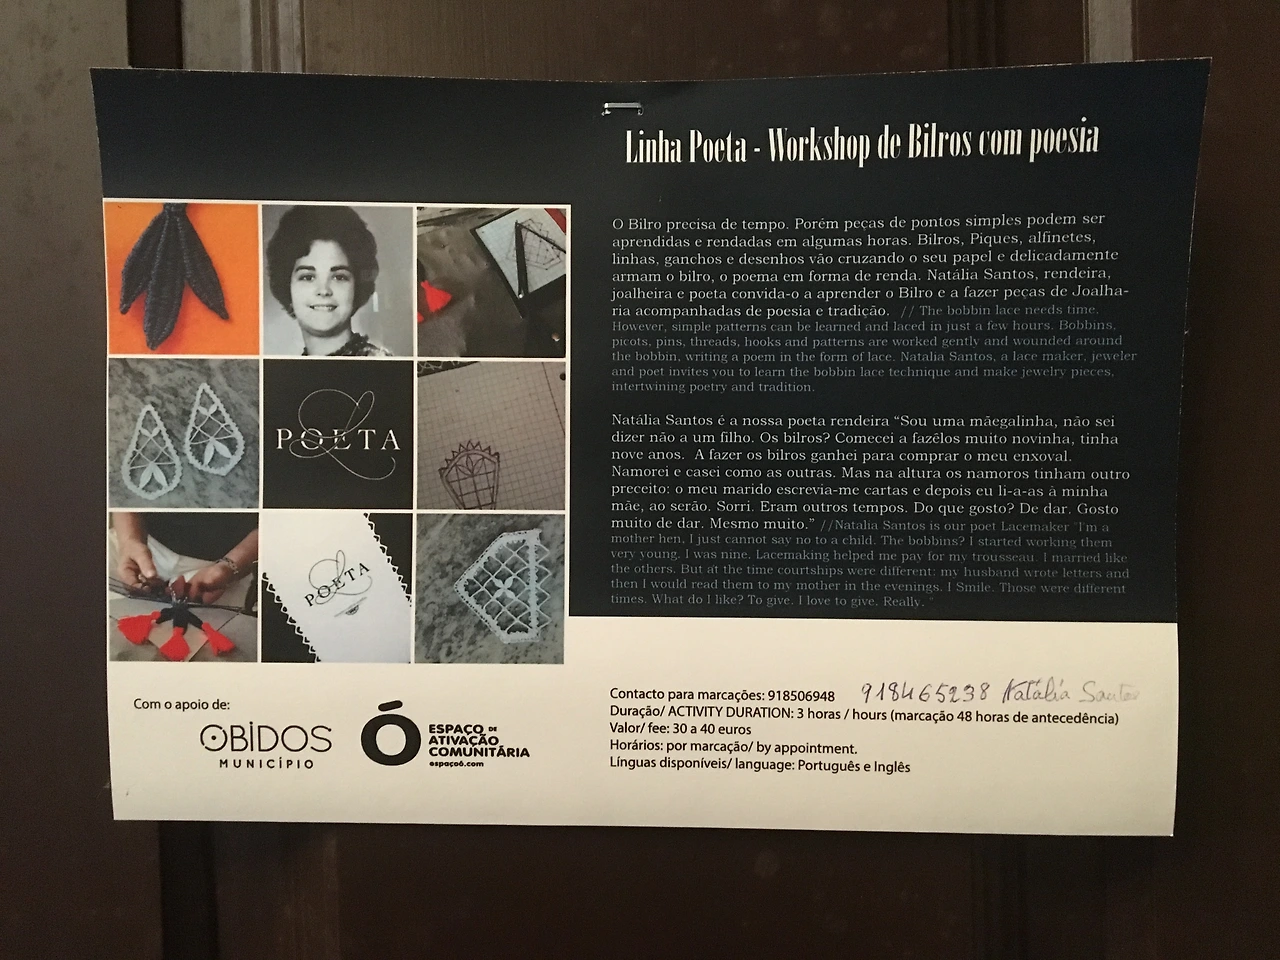 Linha Poeta - Workshop de Bilros com poesia
O Bilro precisa de tempo. Porém peças de pontos simples podem ser
aprendidas e rendadas em algumas horas. Bilros, Piques, alfinetes,
linhas, ganchos e desenhos vão cruzando o seu papel e delicadamente
armam o bilro, o poema em forma de renda. Natália Santos, rendeira,
joalheira e poeta convida-o a aprender o Bilro e a fazer peças de Joalha-
ria acompanhadas de poesia e tradição. // The bobbin lace needs time.
However, simple patterns can be learned and laced in just a few hours. Bobbins,
picots, pins, threads, hooks and patterns are worked gently and wounded around
the bobbin, writing a poem in the form of lace. Natalia Santos, a lace maker, jeweler
and poet invites you to learn the bobbin lace technique and make jewelry pieces,
intertwining poetry and tradition.
Natália Santos é a nossa poeta rendeira “Sou uma mãegalinha, não sei
dizer não a um filho. Os bilros? Comecei a fazêlos muito novinha, tinha
nove anos. A fazer os bilros ganhei para comprar o meu enxoval.
Namorei e casei como as outras. Mas na altura os namoros tinham outro
preceito: o meu marido escrevia-me cartas e depois eu li-a-as à minha
mãe, ao serão. Sorri. Eram outros tempos. Do que gosto? De dar. Gosto
muito de dar. Mesmo muito.” //Natalia Santos is our poet Lacemaker "I'm a
mother hen, I just cannot say no to a child. The bobbins? I started working them
very young. I was nine. Lacemaking helped me pay for my trousseau. I married like
the others. But at the time courtships were different: my husband wrote letters and
then I would read them to my mother in the evenings. I Smile. Those were different
times. What do I like? To give. I love to give. Really. "
POETA
POETA
Com o apoio de:
OBIDOS
MUNICÍPIO
Ó ESPAÇO DE
ATIVAÇÃO
COMUNITÁRIA
espaçoó.com
Contacto para marcações: 918506948 918465238 Natália Santos
Duração/ ACTIVITY DURATION: 3 horas / hours (marcação 48 horas de antecedência)
Valor/ fee: 30 a 40 euros
Horários: por marcação/ by appointment.
Línguas disponíveis/ language: Português e Inglês